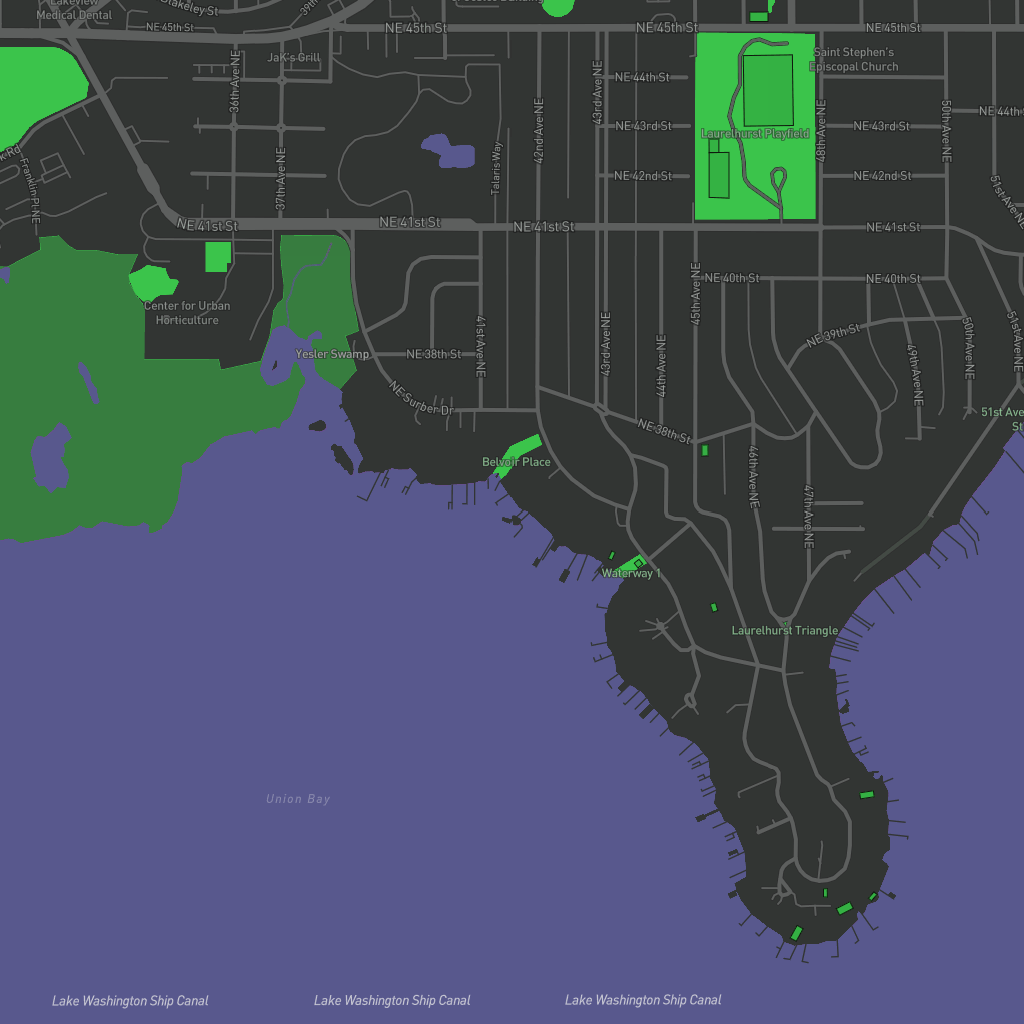 Lakeview
Medical Dental
Blakeley St
39th
NE 45th St
NE 45th St
NE 45th St
NE 45th St
JaK's Grill
36th Ave NE
37th Ave NE
Talaris Way
42nd Ave NE
43rd Ave NE
NE 44th St
NE 43rd St
NE 42nd St
Laurelhurst Playfield
Saint Stephen's
Episcopal Church
48th Ave NE
NE 43rd St
NE 42nd St
50th Ave NE
NE 44th
51st Ave NE
Rd
Franklin Pl NE
NE 41st St
NE 41st St
NE 41st St
NE 41st St
NE 40th St
NE 40th St
Center for Urban
Horticulture
Yesler Swamp
NE 38th St
41st Ave NE
43rd Ave NE
44th Ave NE
45th Ave NE
NE 39th St
49th Ave NE
50th Ave NE
51st Ave NE
NE Surber Dr
NE 38th St
51st Ave
St
Belvoir Place
46th Ave NE
47th Ave NE
Waterway 1
Laurelhurst Triangle
Union Bay
Lake Washington Ship Canal
Lake Washington Ship Canal
Lake Washington Ship Canal